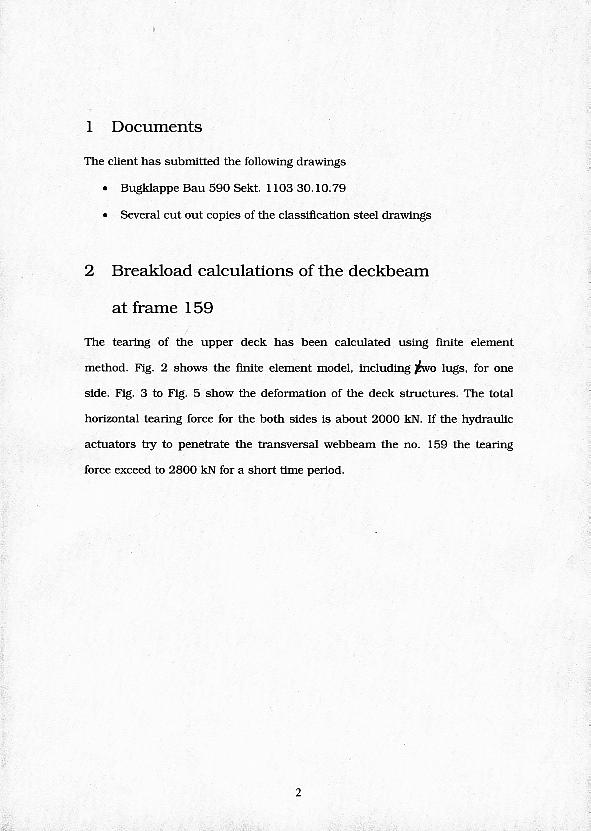 1 Documents
The client has submitted the following drawings
• Bugklappe Bau 590 Sekt. 1103 30.10.79
• Several cut out copies of the classification steel drawings
2 Breakload calculations of the deckbeam
at frame 159
The tearing of the upper deck has been calculated using finite element
method. Fig. 2 shows the finite element model, including two lugs, for one
side. Fig. 3 to Fig. 5 show the deformation of the deck structures. The total
horizontal tearing force for the both sides is about 2000 kN. If the hydraulic
actuators try to penetrate the transversal webbeam the no. 159 the tearing
force exceed to 2800 kN for a short time period.
2